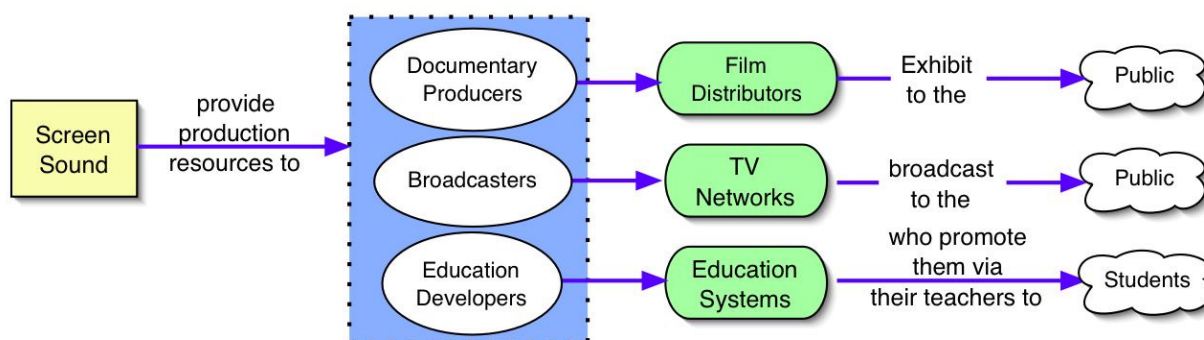 Screen
Sound
provide
production
resources to
Documentary
Producers
Film
Distributors
Exhibit
to the
Public
Broadcasters
TV
Networks
broadcast
to the
Public
Education
Developers
Education
Systems
who promote
them via
their teachers to
Students